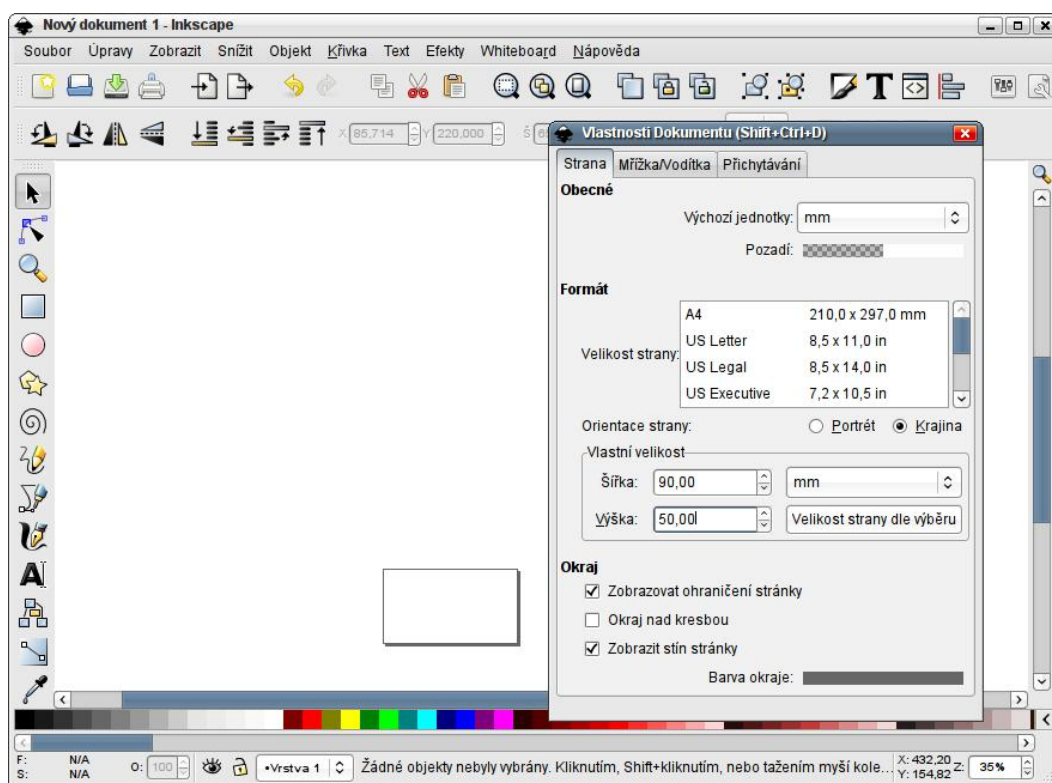 Nový dokument 1 - Inkscape
Soubor Úpravy Zobrazit Snížit Objekt Křivka Text Efekty Whiteboard Nápověda
X 85,714 Y 220,000 Š
Vlastnosti Dokumentu (Shift+Ctrl+D)
Strana Mřížka/Vodítka Přichytávání
Obecné
Výchozí jednotky: mm
Pozadí:
Formát
Velikost strany:
A4 210,0 x 297,0 mm
US Letter 8,5 x 11,0 in
US Legal 8,5 x 14,0 in
US Executive 7,2 x 10,5 in
Orientace strany: Portrét Krajina
Vlastní velikost
Šířka: 90,00 mm
Výška: 50,00 Velikost strany dle výběru
Okraj
Zobrazovat ohraničení stránky
Okraj nad kresbou
Zobrazit stín stránky
Barva okraje:
F: N/A O: 100 •Vrstva 1 Žádné objekty nebyly vybrány. Kliknutím, Shift+kliknutím, nebo tažením myší kole... X: 432,20 Z: 35%
S: N/A Y: 154,82